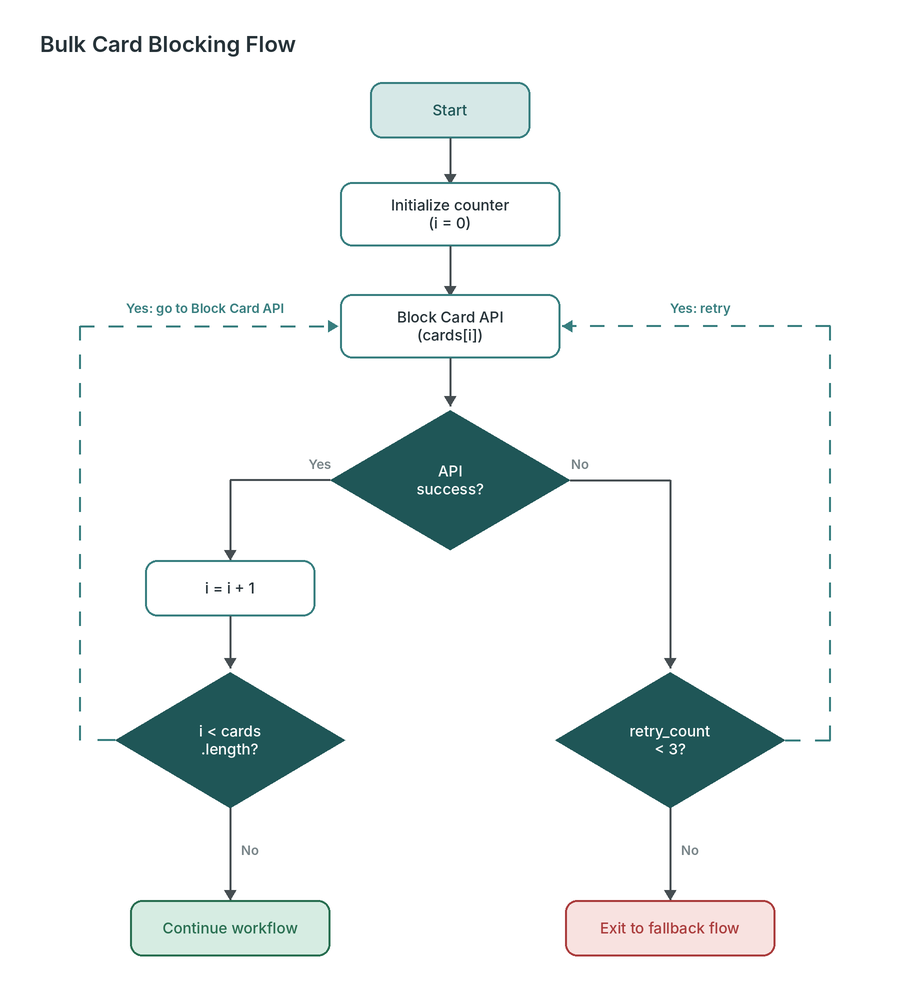 Bulk Card Blocking Flow
Start
Initialize counter
(i = 0)
Yes: go to Block Card API
Block Card API
(cards[i])
Yes: retry
Yes
API
success?
No
i = i + 1
i < cards
.length?
retry_count
< 3?
No
No
Continue workflow
Exit to fallback flow